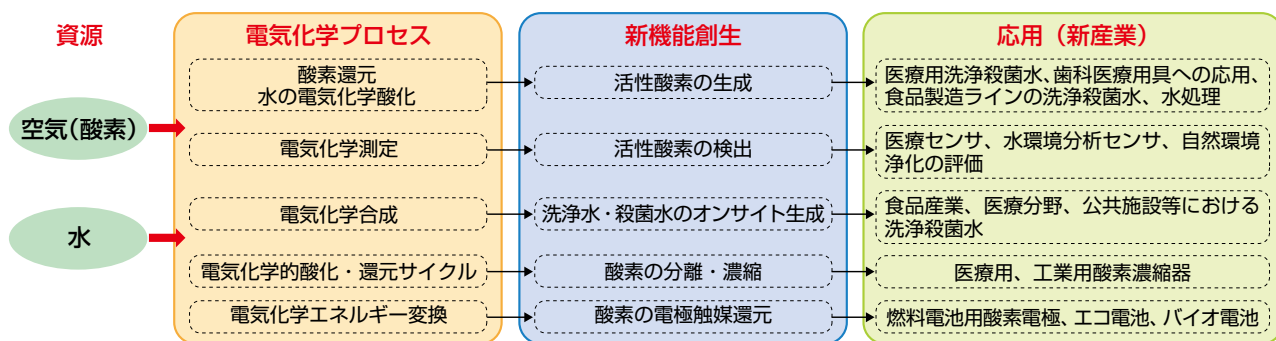 資源
電気化学プロセス
新機能創生
応用（新産業）
空気（酸素）
水
酸素還元
水の電気化学酸化
活性酸素の生成
医療用洗浄殺菌水、歯科医療用具への応用、
食品製造ラインの洗浄殺菌水、水処理
電気化学測定
活性酸素の検出
医療センサ、水環境分析センサ、自然環境
浄化の評価
電気化学合成
洗浄水・殺菌水のオンサイト生成
食品産業、医療分野、公共施設等における
洗浄殺菌水
電気化学的酸化・還元サイクル
酸素の分離・濃縮
医療用、工業用酸素濃縮器
電気化学エネルギー変換
酸素の電極触媒還元
燃料電池用酸素電極、エコ電池、バイオ電池